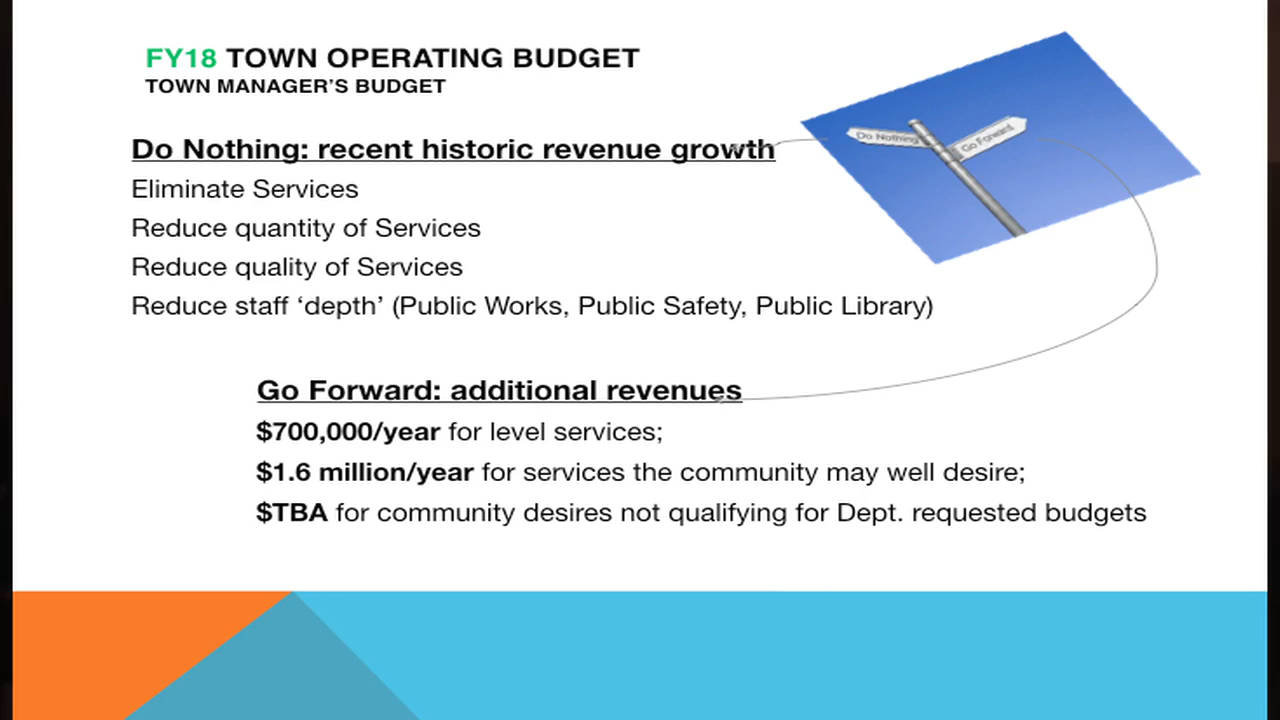 FY18 TOWN OPERATING BUDGET
TOWN MANAGER’S BUDGET
Do Nothing
Go Forward
Do Nothing: recent historic revenue growth
Eliminate Services
Reduce quantity of Services
Reduce quality of Services
Reduce staff ‘depth’ (Public Works, Public Safety, Public Library)
Go Forward: additional revenues
$700,000/year for level services;
$1.6 million/year for services the community may well desire;
$TBA for community desires not qualifying for Dept. requested budgets